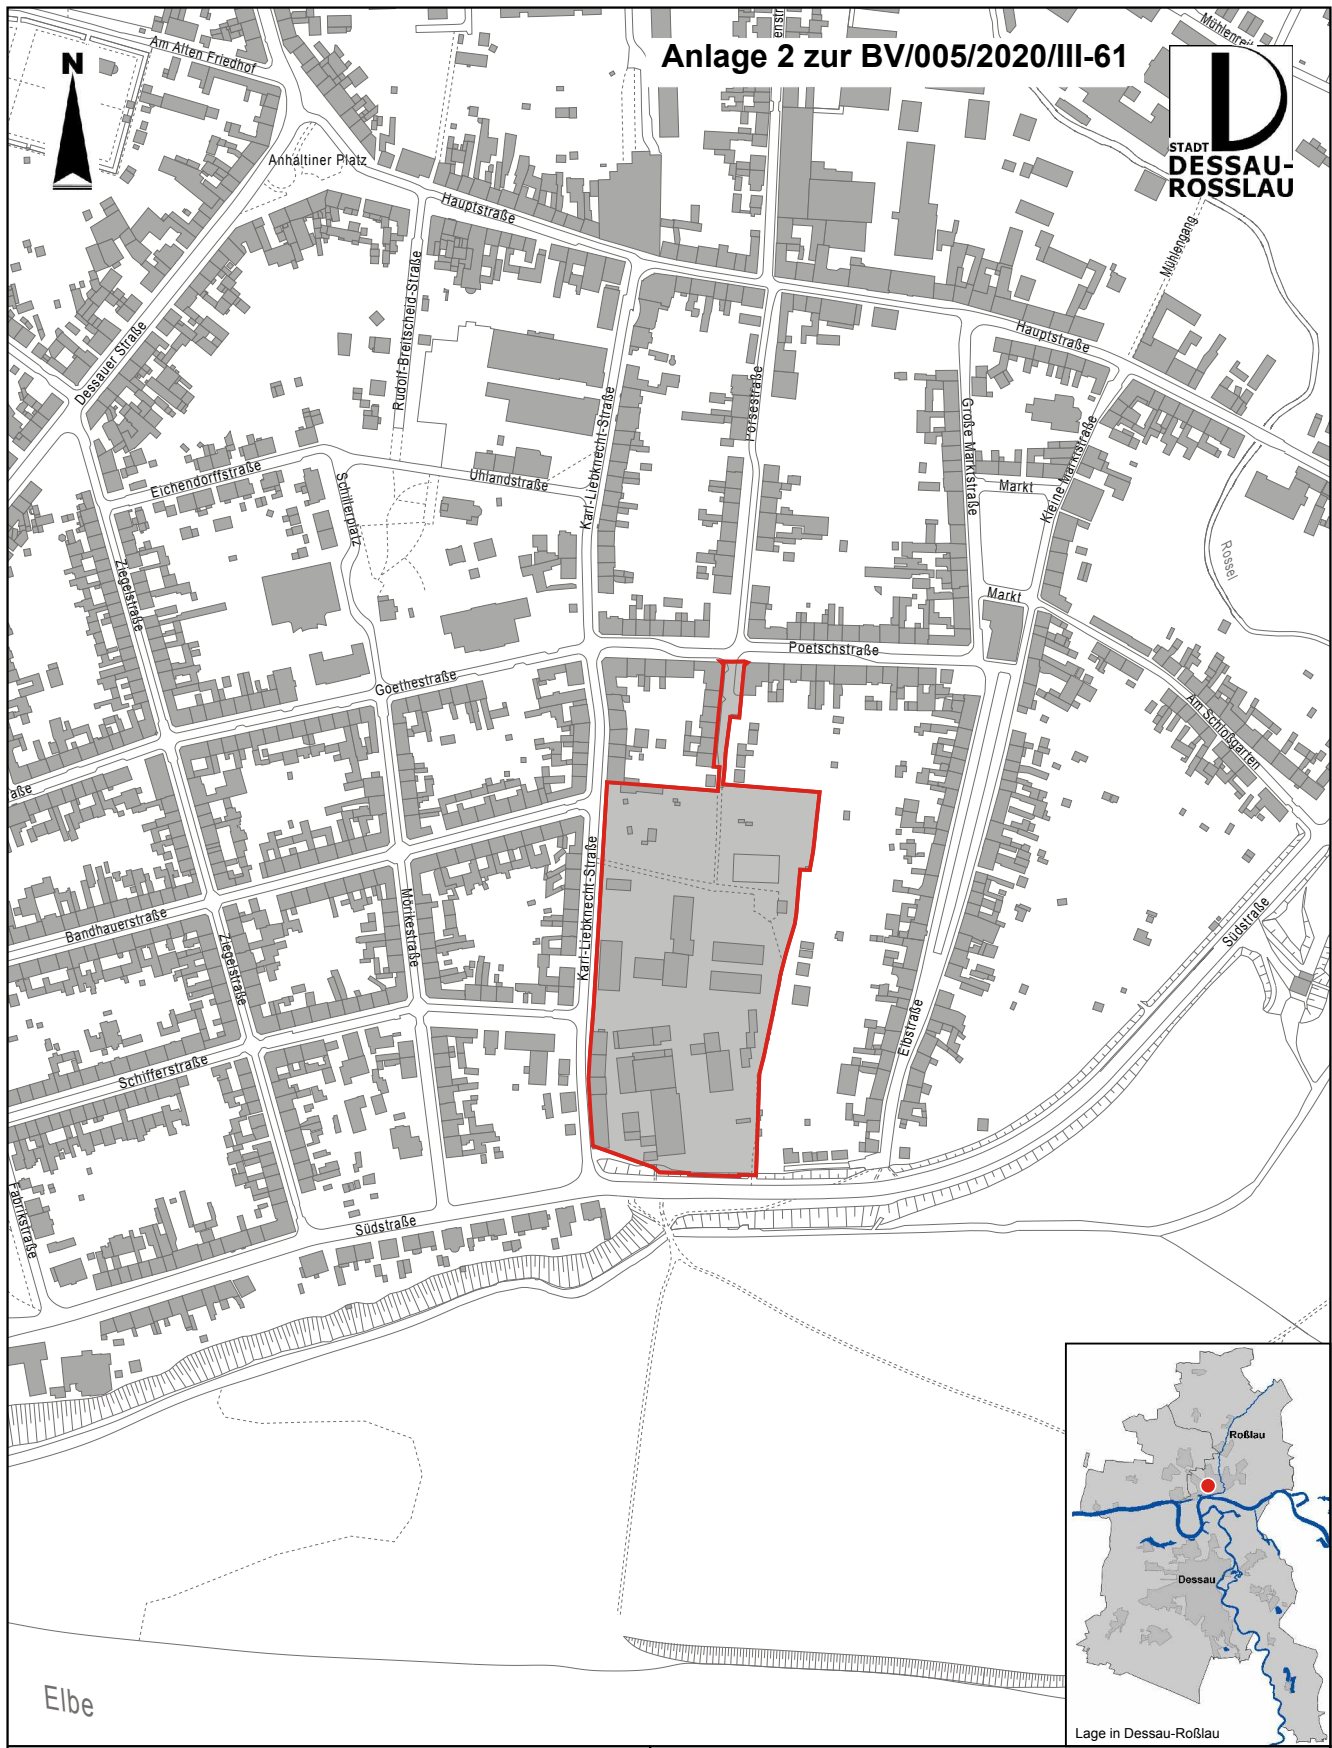 Anlage 2 zur BV/005/2020/III-61
STADT
DESSAU-
ROSSLAU
N
Am Alten Friedhof
Anhaltiner Platz
Hauptstraße
Mühlengang
Rudolf-Breitscheid-Straße
Dessauer Straße
Hauptstraße
Karl-Liebknecht-Straße
Porsestraße
Große Marktstraße
Kleine Marktstraße
Eichendorffstraße
Schillerplatz
Uhlandstraße
Markt
Rossel
Ziegelstraße
Markt
Poetschstraße
Goethestraße
Am Schloßgarten
aße
Karl-Liebknecht-Straße
Mörikestraße
Bandhauerstraße
Ziegelstraße
Südstraße
Elbstraße
Schifferstraße
Fabrikstraße
Südstraße
Elbe
Roßlau
Dessau
Lage in Dessau-Roßlau